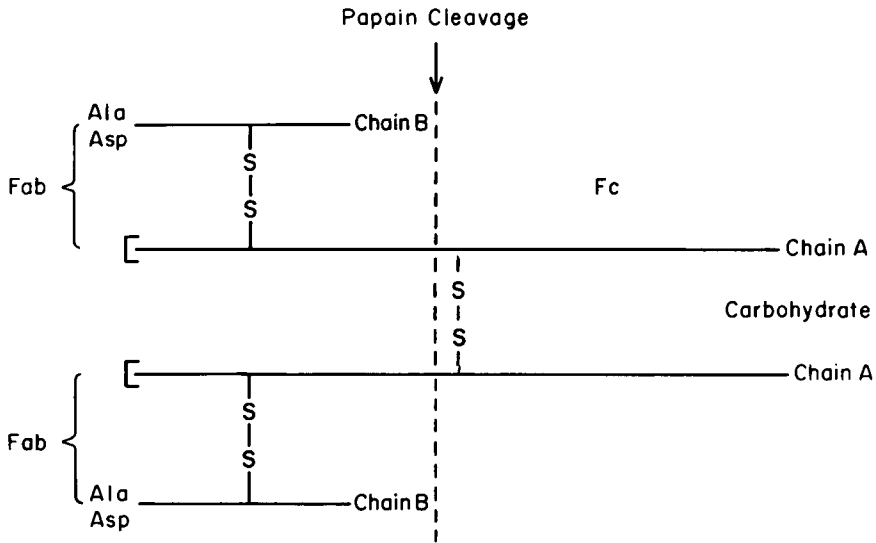 Papain Cleavage
Ala
Asp
Chain B
Fab
S
S
Fc
Chain A
S
S
Carbohydrate
Chain A
Fab
S
S
Ala
Asp
Chain B